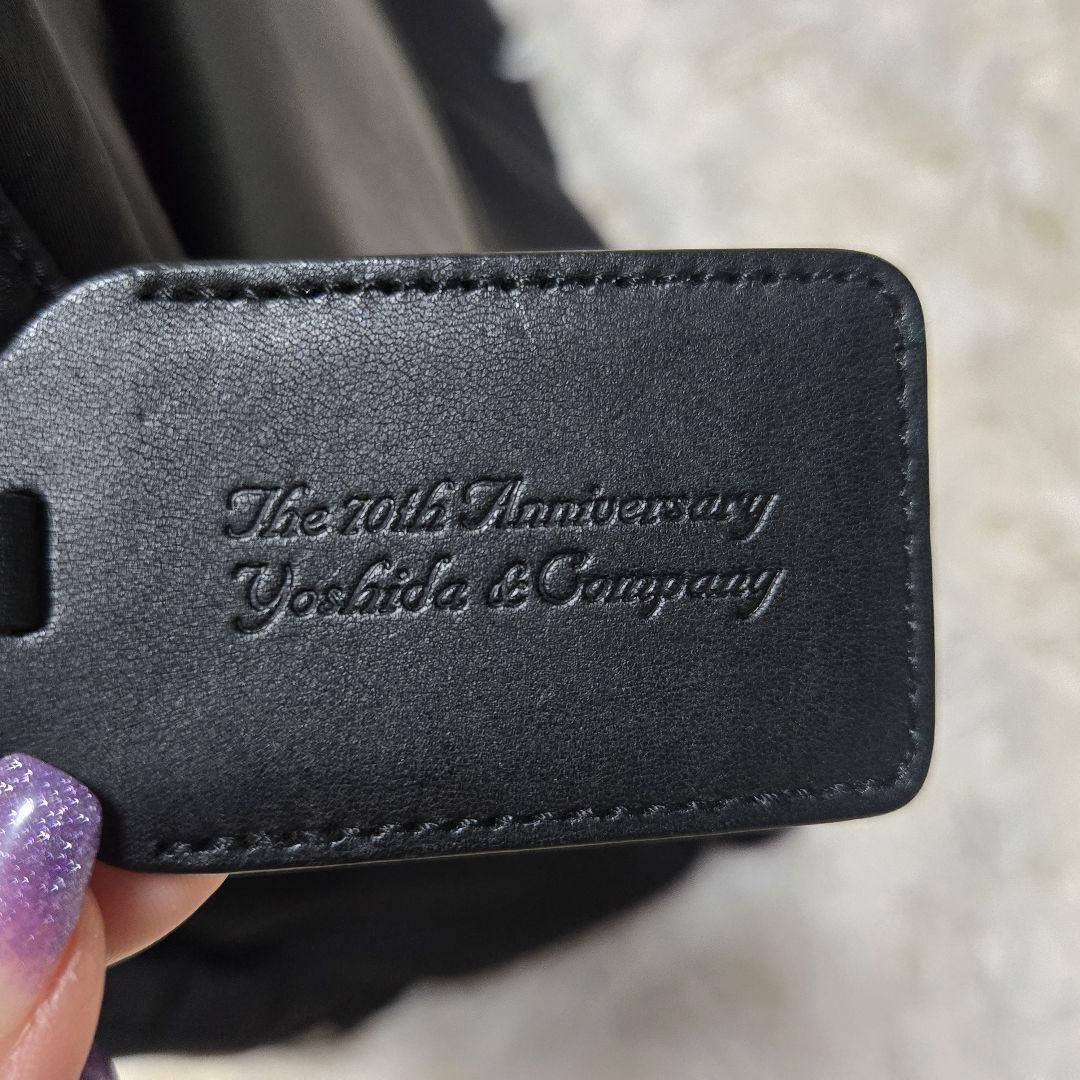 The 70th Anniversary
Yoshida & Company